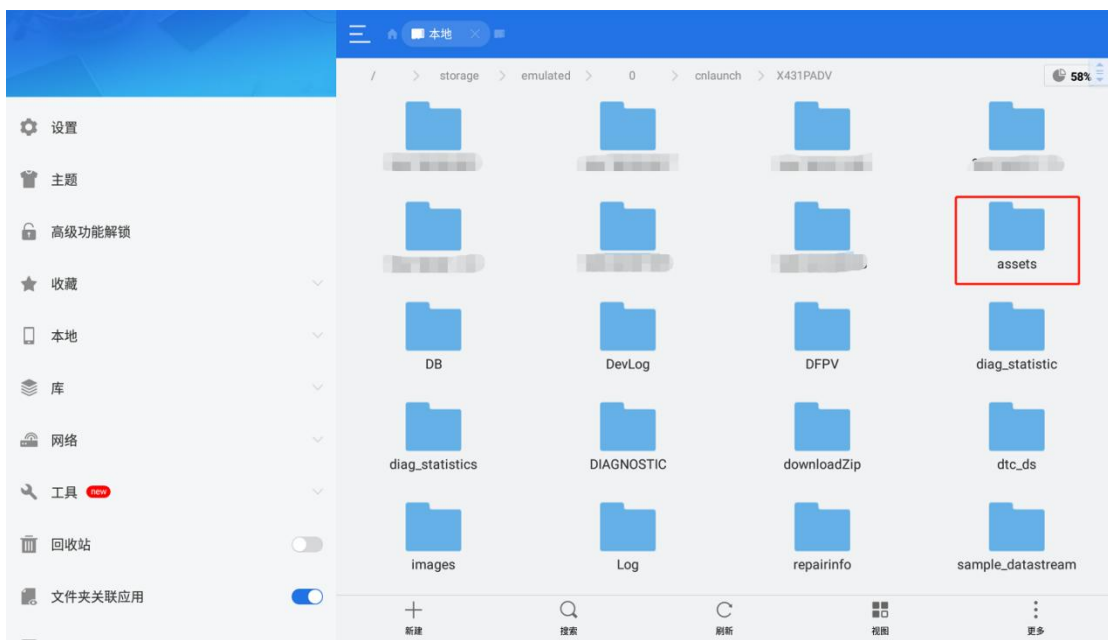 本地
/ > storage > emulated > 0 > cnlaunch > X431PADV
58%
设置
主题
高级功能解锁
收藏
本地
库
网络
工具 new
回收站
文件夹关联应用
assets
DB DevLog DFPV diag_statistic
diag_statistics DIAGNOSTIC downloadZip dtc_ds
images Log repairinfo sample_datastream
新建 搜索 刷新 视图 更多